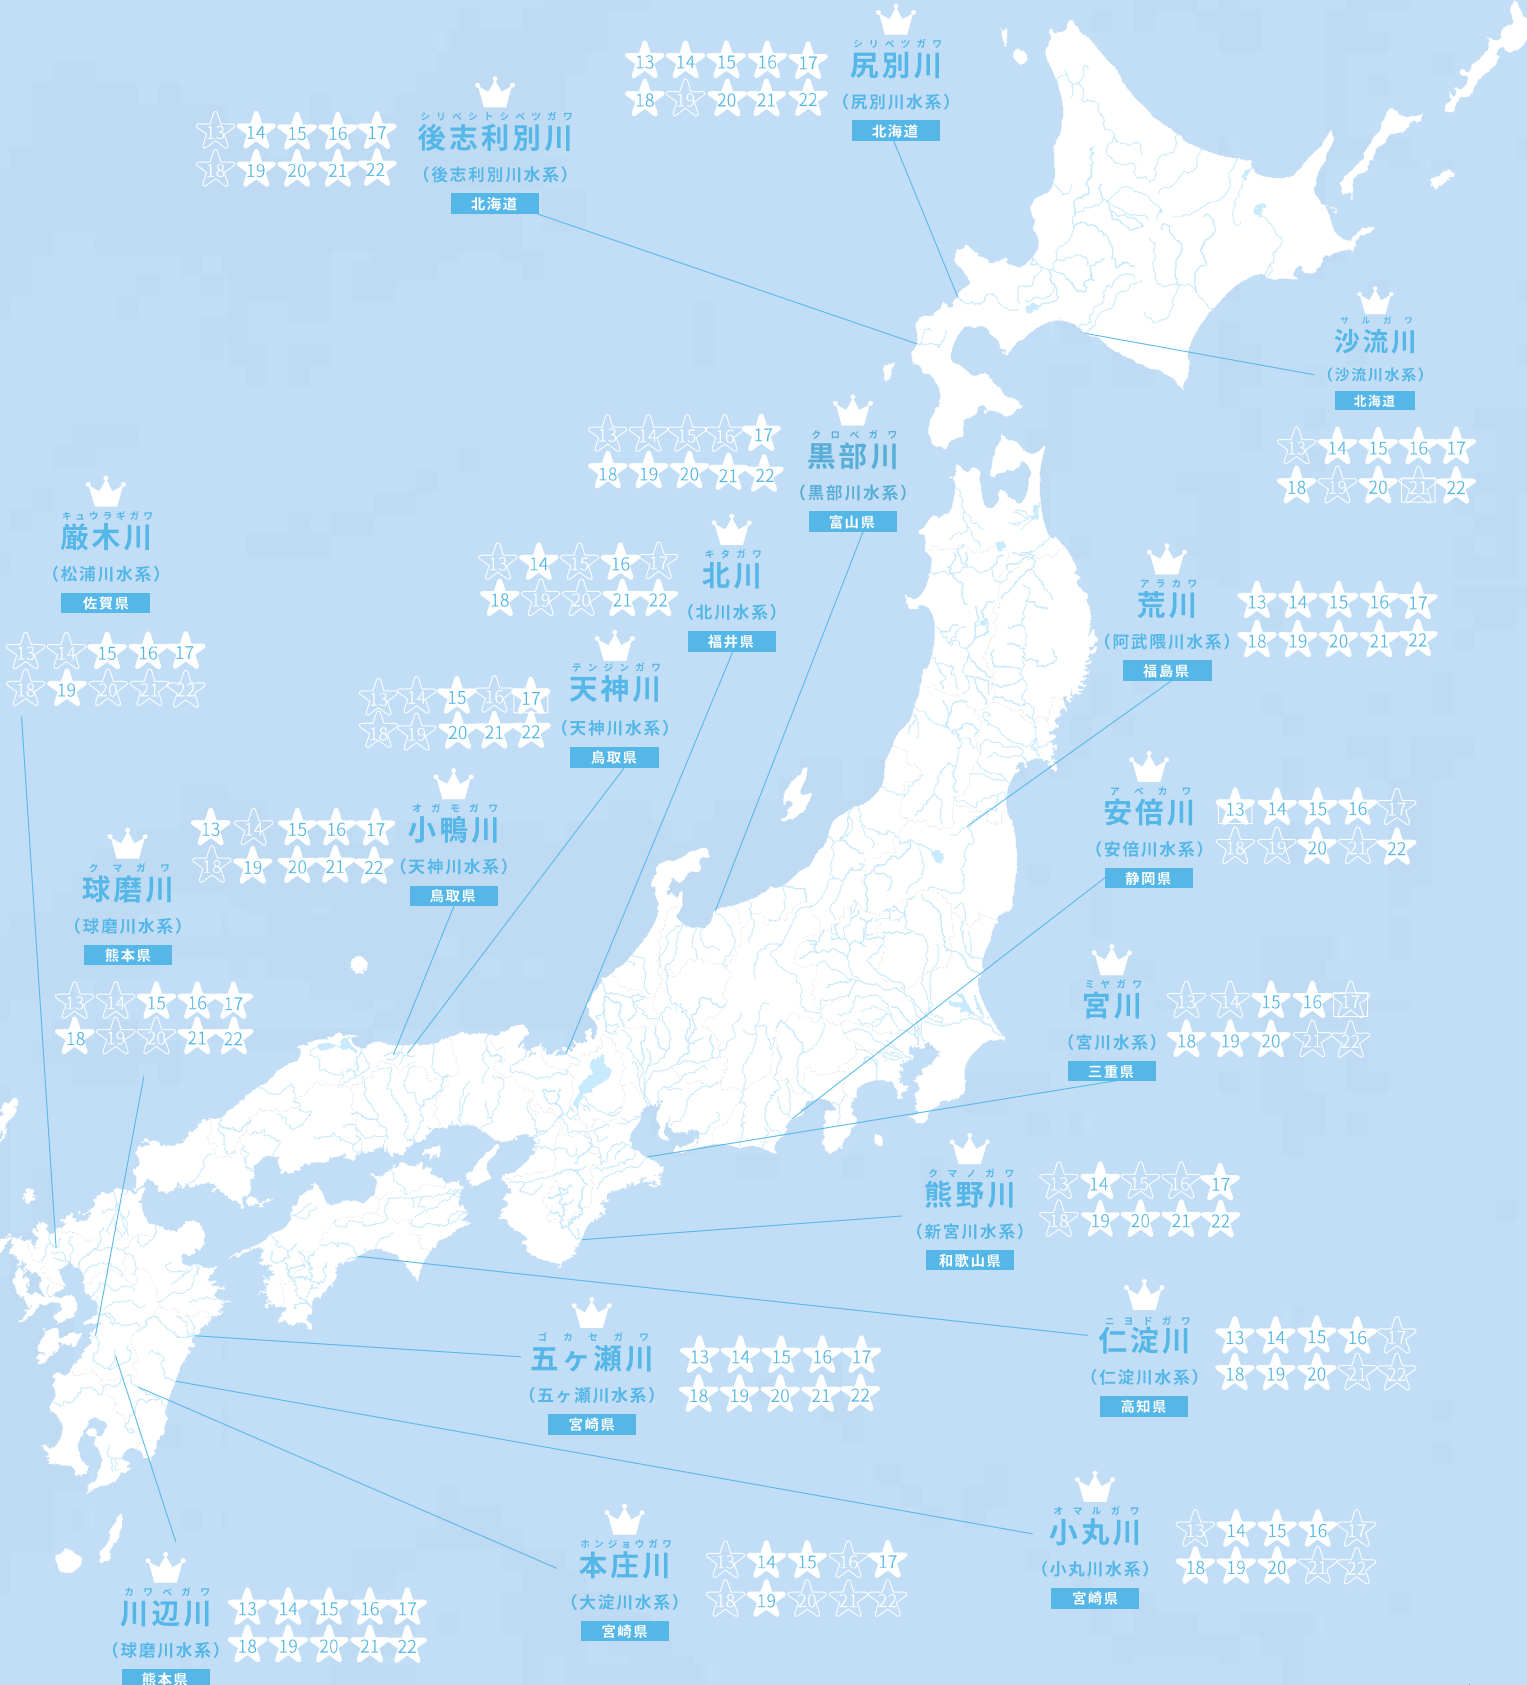 シリベツガワ
尻別川
(尻別川水系)
北海道
13 14 15 16 17
18 19 20 21 22
シリベシトシベツガワ
後志利別川
(後志利別川水系)
北海道
13 14 15 16 17
18 19 20 21 22
サルガワ
沙流川
(沙流川水系)
北海道
13 14 15 16 17
18 19 20 21 22
クロベガワ
黒部川
(黒部川水系)
富山県
13 14 15 16 17
18 19 20 21 22
キュウラギガワ
厳木川
(松浦川水系)
佐賀県
13 14 15 16 17
18 19 20 21 22
キタガワ
北川
(北川水系)
福井県
13 14 15 16 17
18 19 20 21 22
アラカワ
荒川
(阿武隈川水系)
福島県
13 14 15 16 17
18 19 20 21 22
テンジンガワ
天神川
(天神川水系)
鳥取県
13 14 15 16 17
18 19 20 21 22
アベカワ
安倍川
(安倍川水系)
静岡県
13 14 15 16 17
18 19 20 21 22
オガモガワ
小鴨川
(天神川水系)
鳥取県
13 14 15 16 17
18 19 20 21 22
クマガワ
球磨川
(球磨川水系)
熊本県
13 14 15 16 17
18 19 20 21 22
ミヤガワ
宮川
(宮川水系)
三重県
13 14 15 16 17
18 19 20 21 22
クマノガワ
熊野川
(新宮川水系)
和歌山県
13 14 15 16 17
18 19 20 21 22
ニヨドガワ
仁淀川
(仁淀川水系)
高知県
13 14 15 16 17
18 19 20 21 22
ゴカセガワ
五ヶ瀬川
(五ヶ瀬川水系)
宮崎県
13 14 15 16 17
18 19 20 21 22
オマルガワ
小丸川
(小丸川水系)
宮崎県
13 14 15 16 17
18 19 20 21 22
ホンジョウガワ
本庄川
(大淀川水系)
宮崎県
13 14 15 16 17
18 19 20 21 22
カワベガワ
川辺川
(球磨川水系)
熊本県
13 14 15 16 17
18 19 20 21 22